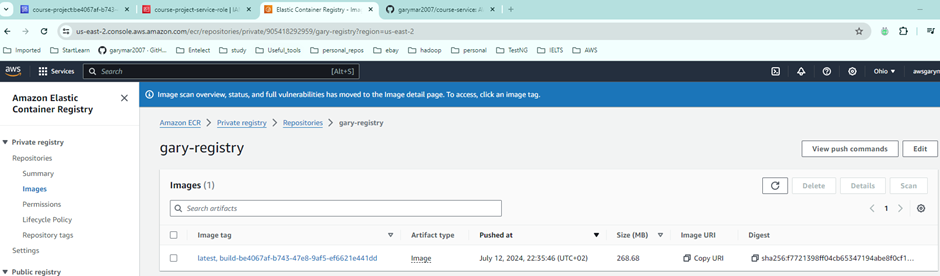 course-project:be4067af-b743-4
course-project-service-role | IA
Elastic Container Registry - Ima
garymar2007/course-service: A
us-east-2.console.aws.amazon.com/ecr/repositories/private/905418292959/gary-registry?region=us-east-2
Imported StartLearn garymar2007 · GitH... Entelect study Useful_tools personal_repos ebay hadoop personal TestNG IELTS AWS
aws Services Search [Alt+S] Ohio awsgarym
Amazon Elastic Container Registry
Private registry
Repositories
Summary
Images
Permissions
Lifecycle Policy
Repository tags
Settings
Public registry
Image scan overview, status, and full vulnerabilities has moved to the Image detail page. To access, click an image tag.
Amazon ECR > Private registry > Repositories > gary-registry
gary-registry
View push commands Edit
Images (1)
Delete Details Scan
Search artifacts
1
Image tag Artifact type Pushed at Size (MB) Image URI Digest
latest, build-be4067af-b743-47e8-9af5-ef6621e441dd Image July 12, 2024, 22:35:46 (UTC+02) 268.68 Copy URI sha256:f7721398ff04cb65347194abe8f0cf1...